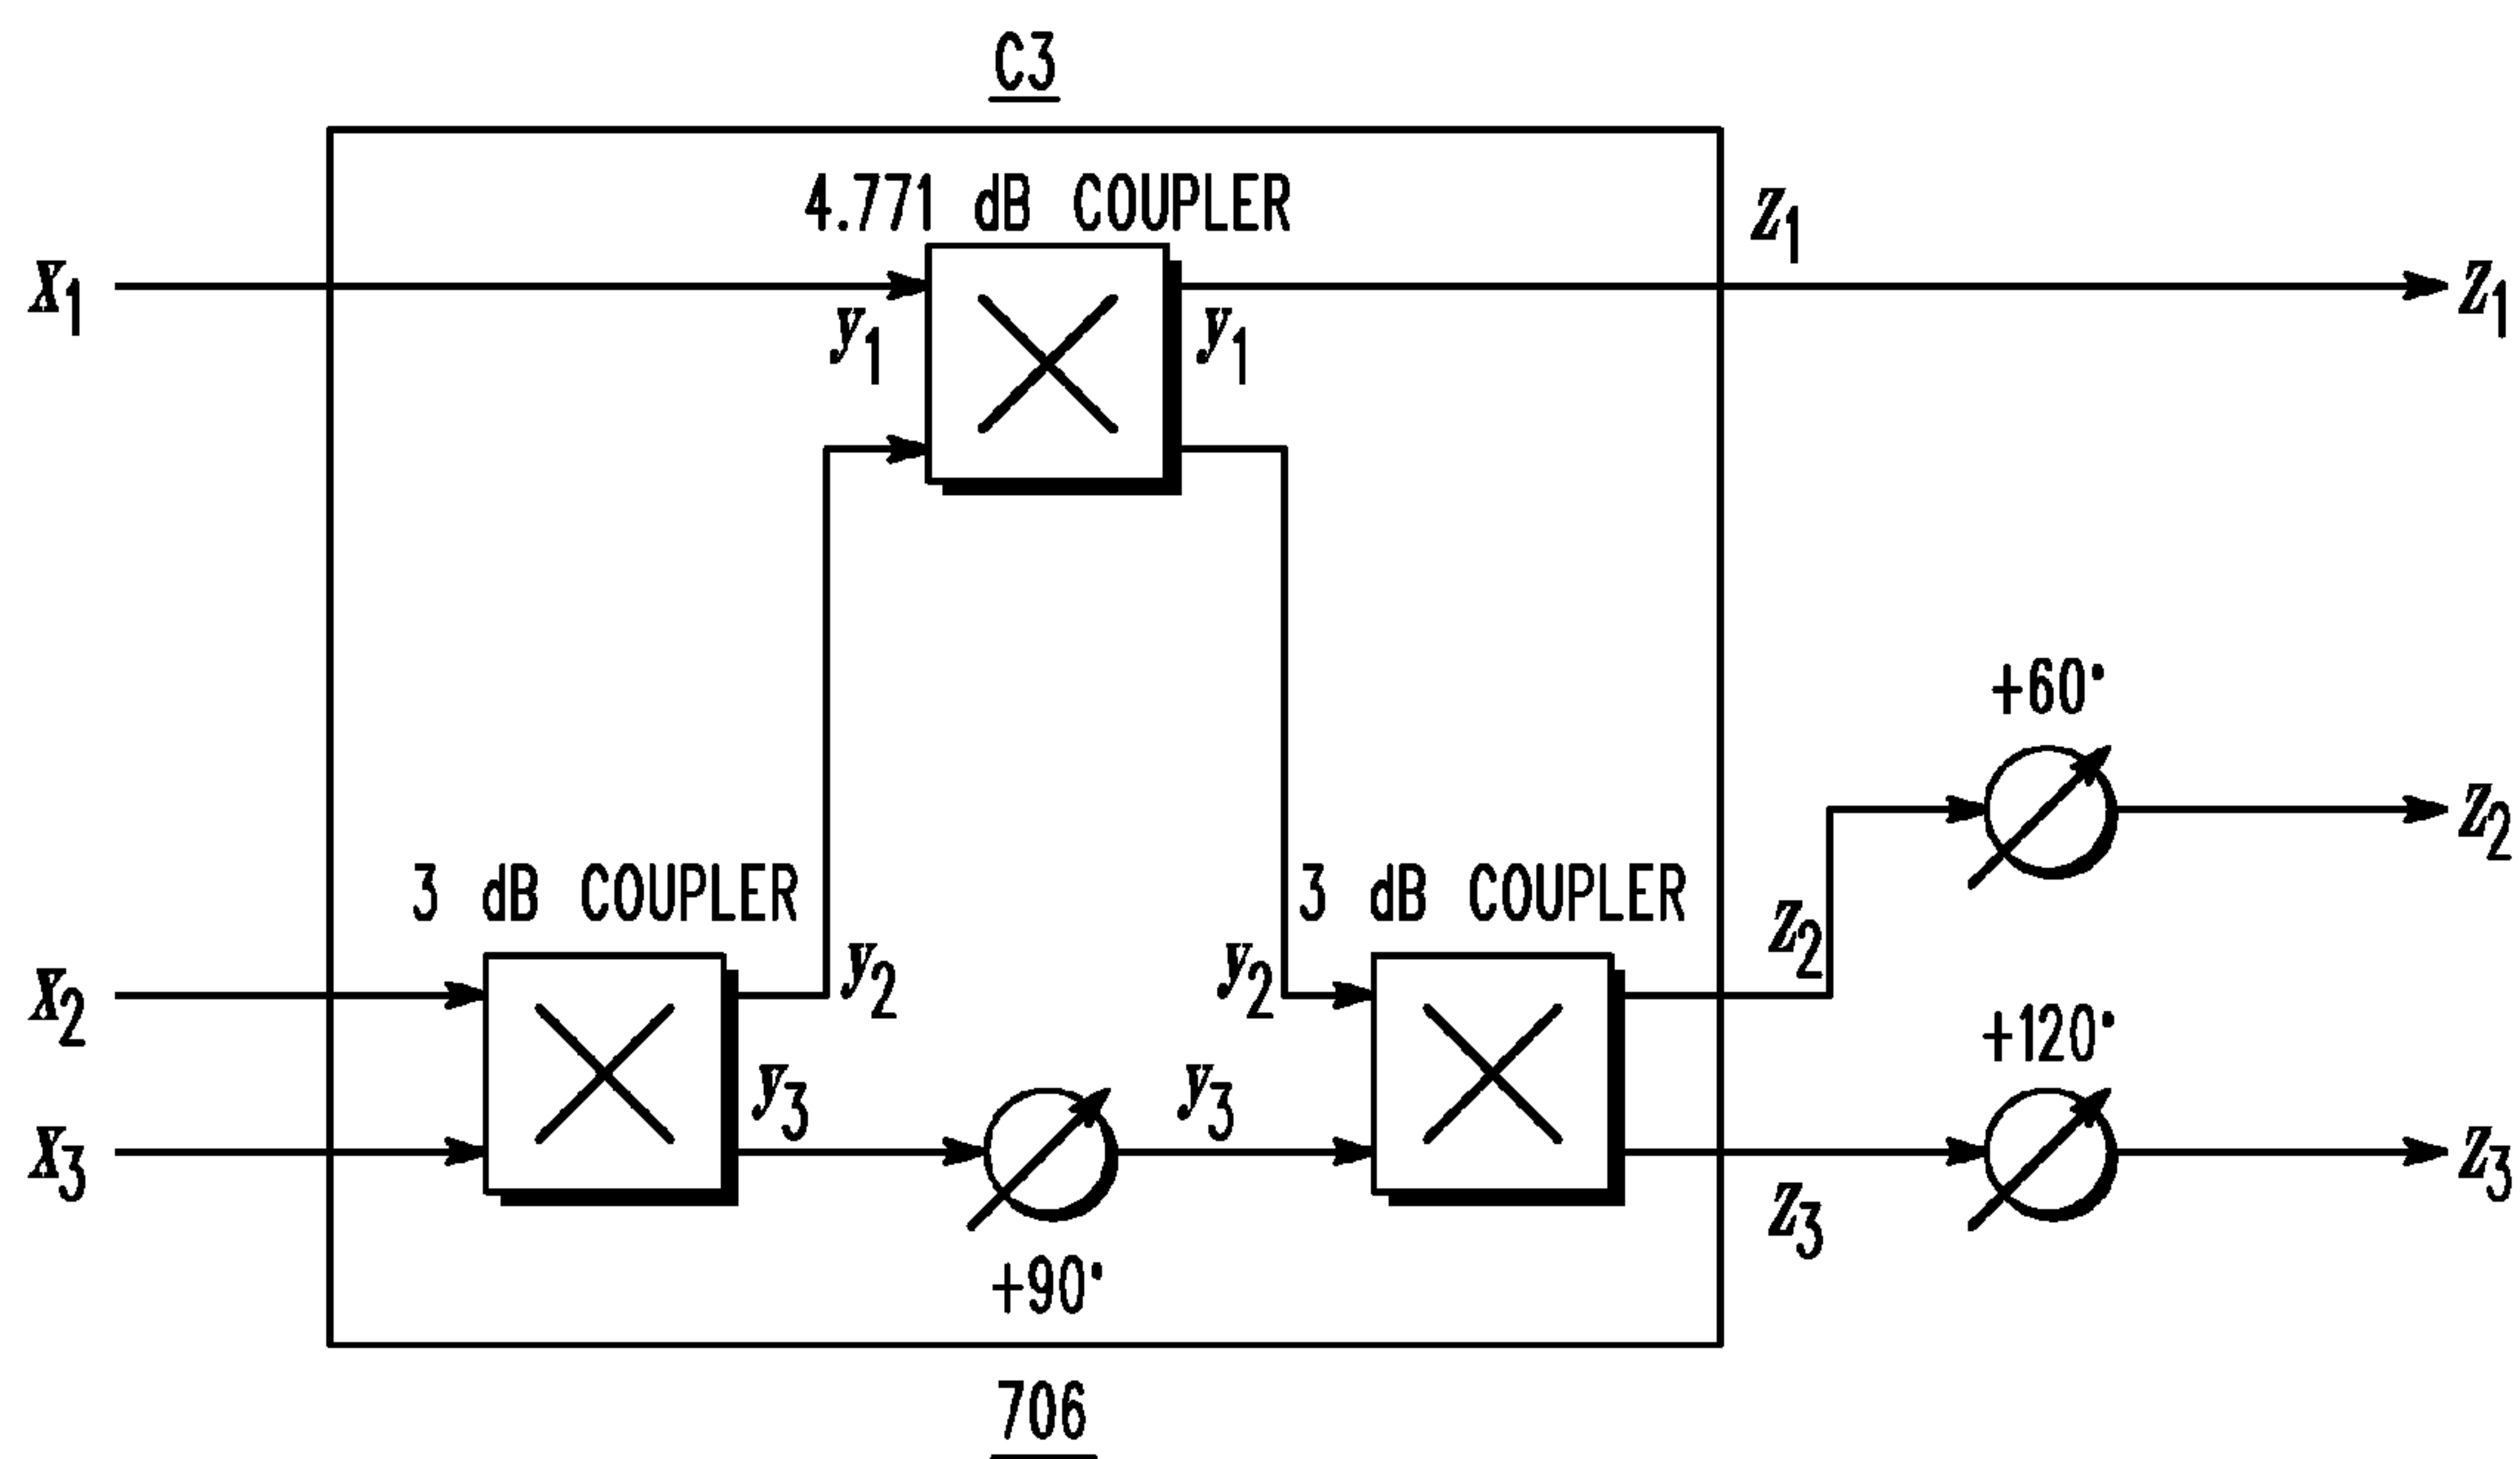 C3
4.771 dB COUPLER
Z1
X1
Z1
y1
y1
+60°
Z2
3 dB COUPLER
3 dB COUPLER
Z2
X2
y2
y2
+120°
y3
y3
X3
Z3
Z3
+90°
706